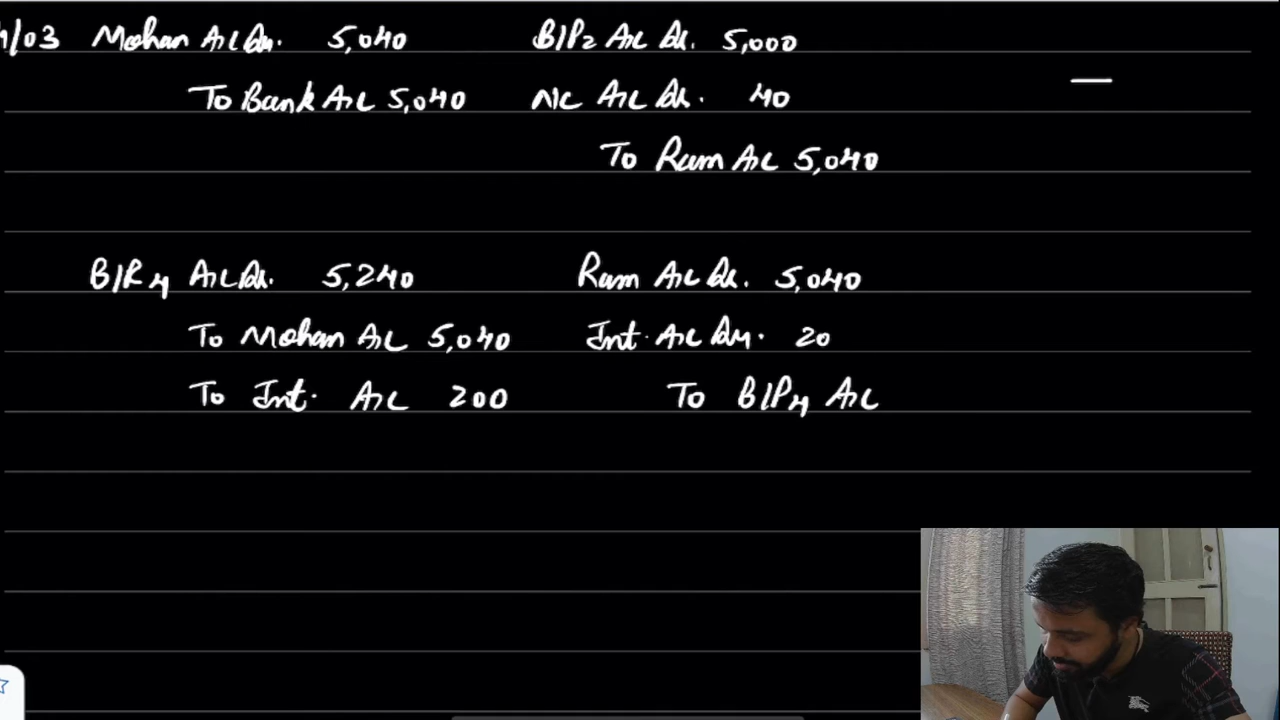 4/03 Mohan A/c Dr. 5,040 B/P2 A/c Dr. 5,000
To Bank A/c 5,040 NC A/c Dr. 40
To Ram A/c 5,040
B/R4 A/c Dr. 5,240 Ram A/c Dr. 5,040
To Mohan A/c 5,040 Int. A/c Dr. 20
To Int. A/c 200 To B/P4 A/c